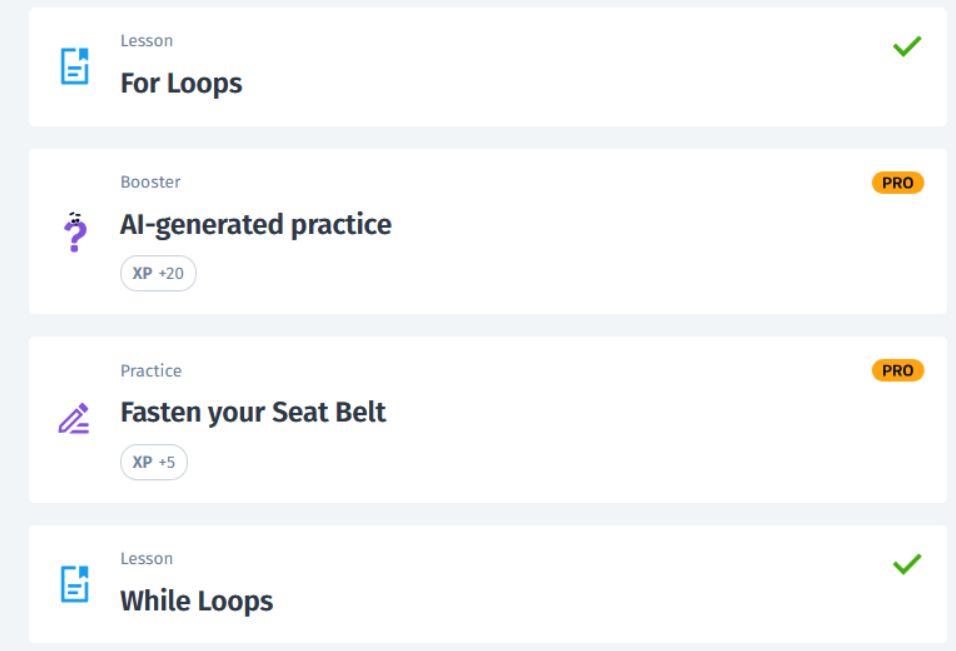 Lesson
For Loops
Booster
PRO
AI-generated practice
XP +20
Practice
PRO
Fasten your Seat Belt
XP +5
Lesson
While Loops